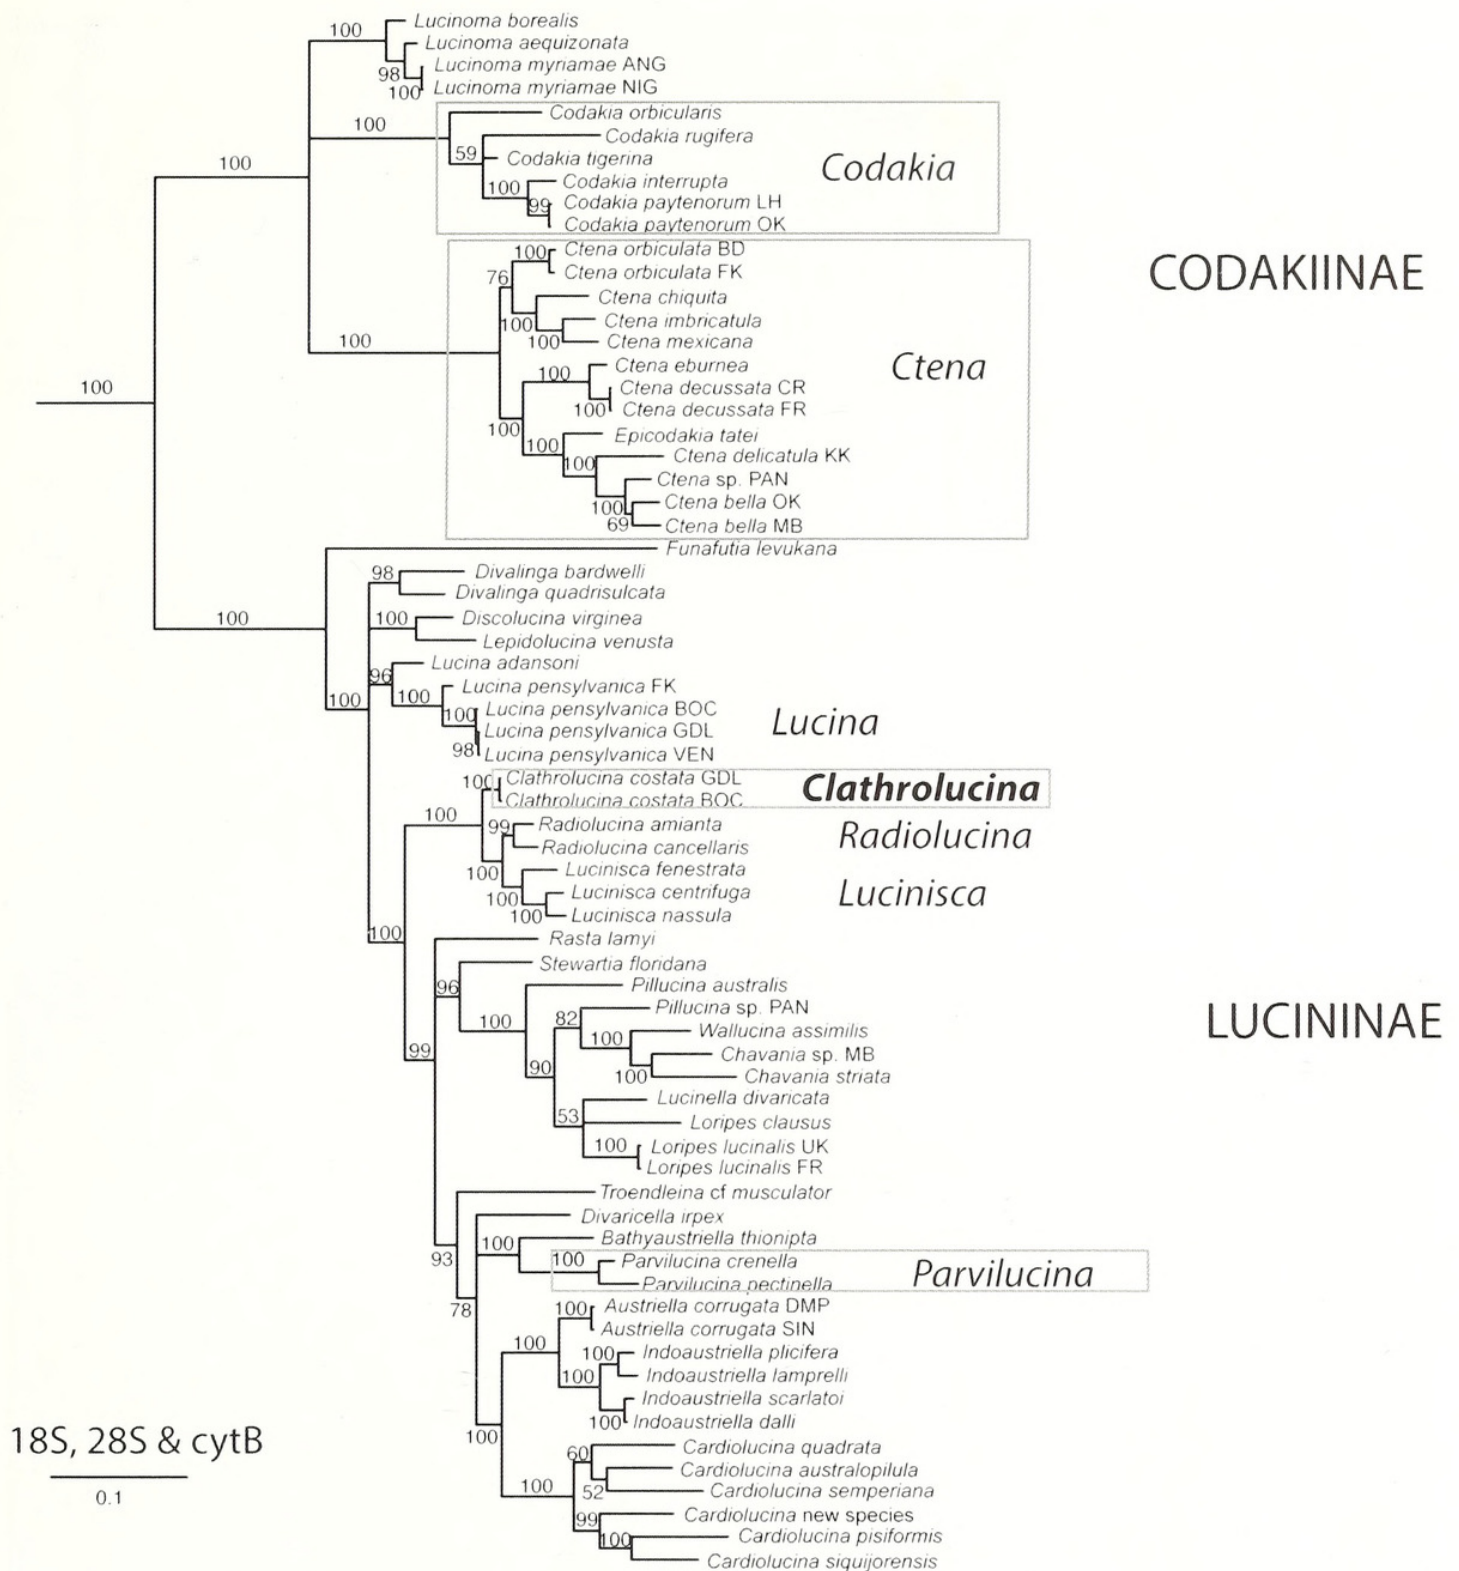 100
Lucinoma borealis
Lucinoma aequizonata
98
Lucinoma myriamae ANG
100
Lucinoma myriamae NIG
100
Codakia orbicularis
Codakia rugifera
59
Codakia tigerina
Codakia
100
Codakia interrupta
99
Codakia paytenorum LH
Codakia paytenorum OK
100
100
Ctena orbiculata BD
Ctena orbiculata FK
CODAKIINAE
76
Ctena chiquita
100
Ctena imbricatula
100
Ctena mexicana
100
Ctena eburnea
Ctena
100
Ctena decussata CR
100
Ctena decussata FR
100
100
Epicodakia tatei
100
Ctena delicatula KK
Ctena sp. PAN
100
Ctena bella OK
69
Ctena bella MB
100
Funafutia levukana
98
Divalinga bardwelli
Divalinga quadrisulcata
100
100
Discolucina virginea
Lepidolucina venusta
96
Lucina adansoni
100
100
Lucina pensylvanica FK
100
Lucina pensylvanica BOC
Lucina
Lucina pensylvanica GDL
98
Lucina pensylvanica VEN
100
Clathrolucina costata GDL
Clathrolucina
Clathrolucina costata BOC
100
99
Radiolucina amianta
Radiolucina
Radiolucina cancellaris
100
Lucinisca fenestrata
100
Lucinisca centrifuga
Lucinisca
100
Lucinisca nassula
100
Rasta lamyi
Stewartia floridana
96
Pillucina australis
100
82
Pillucina sp. PAN
LUCININAE
100
Wallucina assimilis
99
Chavania sp. MB
90
100
Chavania striata
Lucinella divaricata
53
Loripes clausus
100
Loripes lucinalis UK
Loripes lucinalis FR
Troendleina cf musculator
Divaricella irpex
93
100
Bathyaustriella thionipta
100
Parvilucina crenella
Parvilucina
Parvilucina pectinella
78
100
Austriella corrugata DMP
Austriella corrugata SIN
100
100
Indoaustriella plicifera
100
Indoaustriella lamprelli
Indoaustriella scarlatoi
100
Indoaustriella dalli
100
18S, 28S & cytB
60
Cardiolucina quadrata
Cardiolucina australopilula
100
52
Cardiolucina semperiana
0.1
99
Cardiolucina new species
100
Cardiolucina pisiformis
Cardiolucina siquijorensis